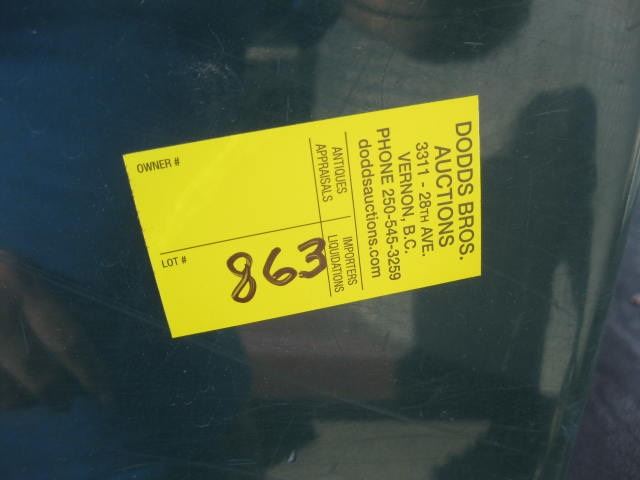 DODDS BROS.
AUCTIONS
3311 - 28TH AVE.
VERNON, B.C.
PHONE 250-545-3259
doddsauctions.com
ANTIQUES IMPORTERS
APPRAISALS LIQUIDATIONS
OWNER #
LOT #
863